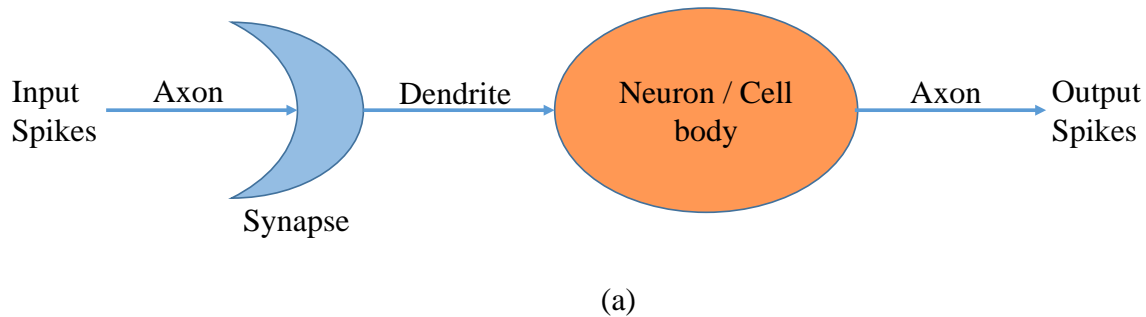 Input
Spikes
Axon
Synapse
Dendrite
Neuron / Cell
body
Axon
Output
Spikes
(a)